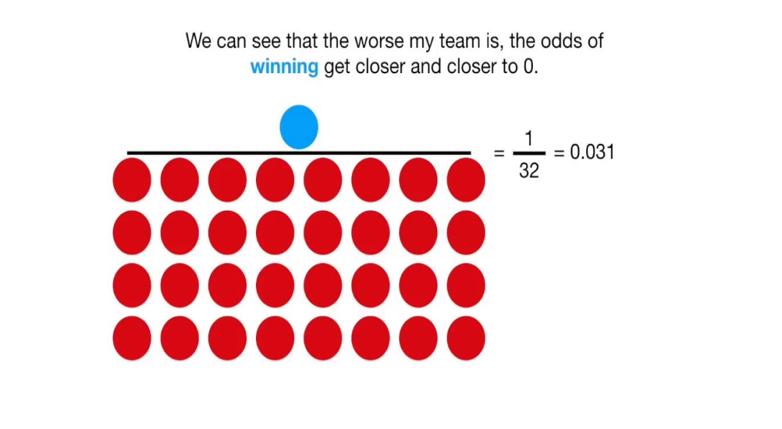 We can see that the worse my team is, the odds of
winning get closer and closer to 0.
= 1/32 = 0.031